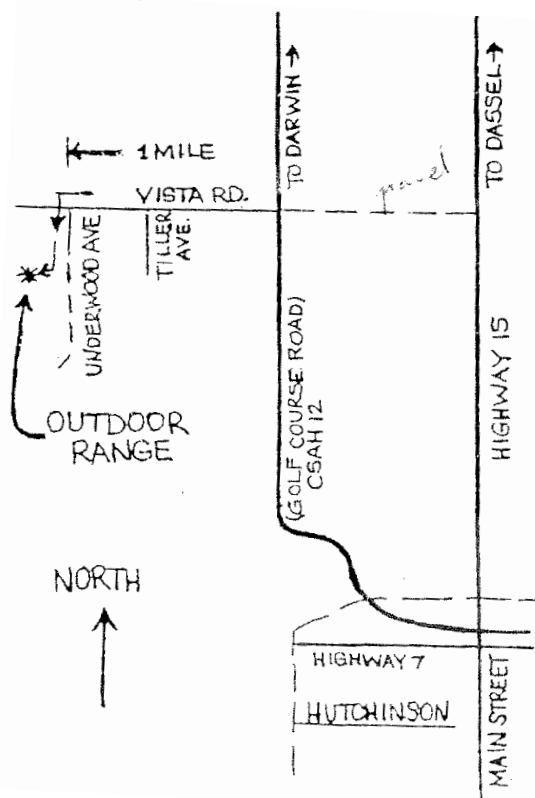 TO DARWIN →
TO DASSEL →
1 MILE
VISTA RD.
gravel
UNDERWOOD AVE
TILLER
AVE.
(GOLF COURSE ROAD)
CSAH 12
HIGHWAY 15
OUTDOOR
RANGE
NORTH
HIGHWAY 7
HUTCHINSON
MAIN STREET